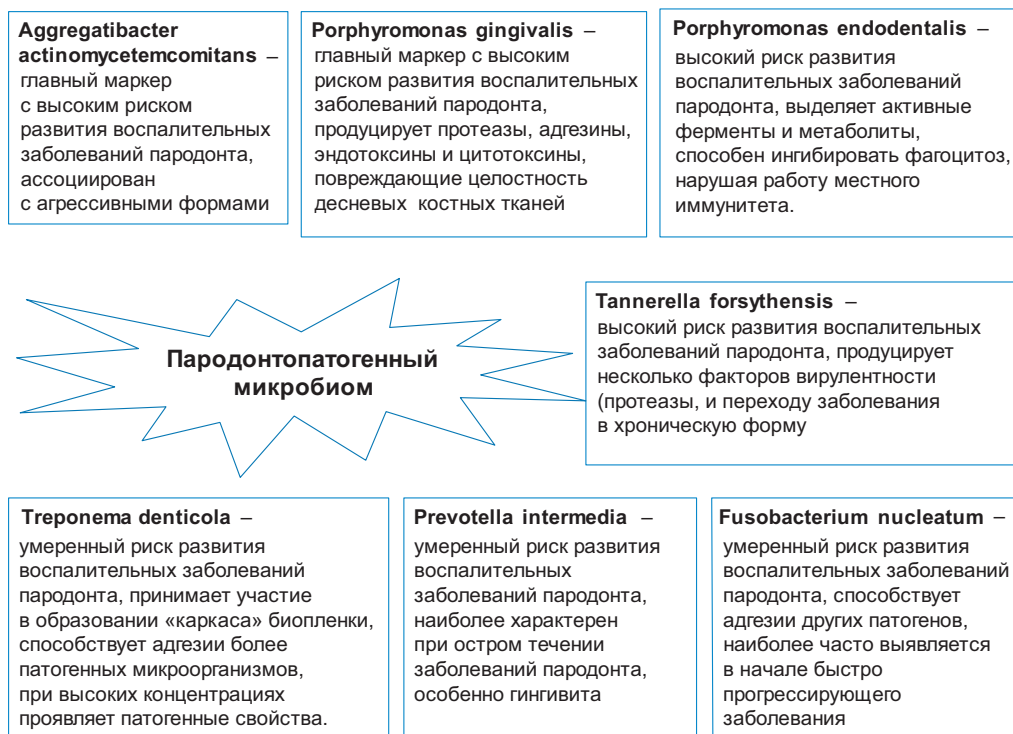 Aggregatibacter
actinomycetemcomitans –
главный маркер
с высоким риском
развития воспалительных
заболеваний пародонта,
ассоциирован
с агрессивными формами
Porphyromonas gingivalis –
главный маркер с высоким
риском развития воспалительных
заболеваний пародонта,
продуцирует протеазы, адгезины,
эндотоксины и цитотоксины,
повреждающие целостность
десневых костных тканей
Porphyromonas endodentalis –
высокий риск развития
воспалительных заболеваний
пародонта, выделяет активные
ферменты и метаболиты,
способен ингибировать фагоцитоз,
нарушая работу местного
иммунитета.
Пародонтопатогенный
микробиом
Tannerella forsythensis –
высокий риск развития воспалительных
заболеваний пародонта, продуцирует
несколько факторов вирулентности
(протеазы, и переходу заболевания
в хроническую форму
Treponema denticola –
умеренный риск развития
воспалительных заболеваний
пародонта, принимает участие
в образовании «каркаса» биопленки,
способствует адгезии более
патогенных микроорганизмов,
при высоких концентрациях
проявляет патогенные свойства.
Prevotella intermedia –
умеренный риск развития
воспалительных
заболеваний пародонта,
наиболее характерен
при остром течении
заболеваний пародонта,
особенно гингивита
Fusobacterium nucleatum –
умеренный риск развития
воспалительных заболеваний
пародонта, способствует
адгезии других патогенов,
наиболее часто выявляется
в начале быстро
прогрессирующего
заболевания